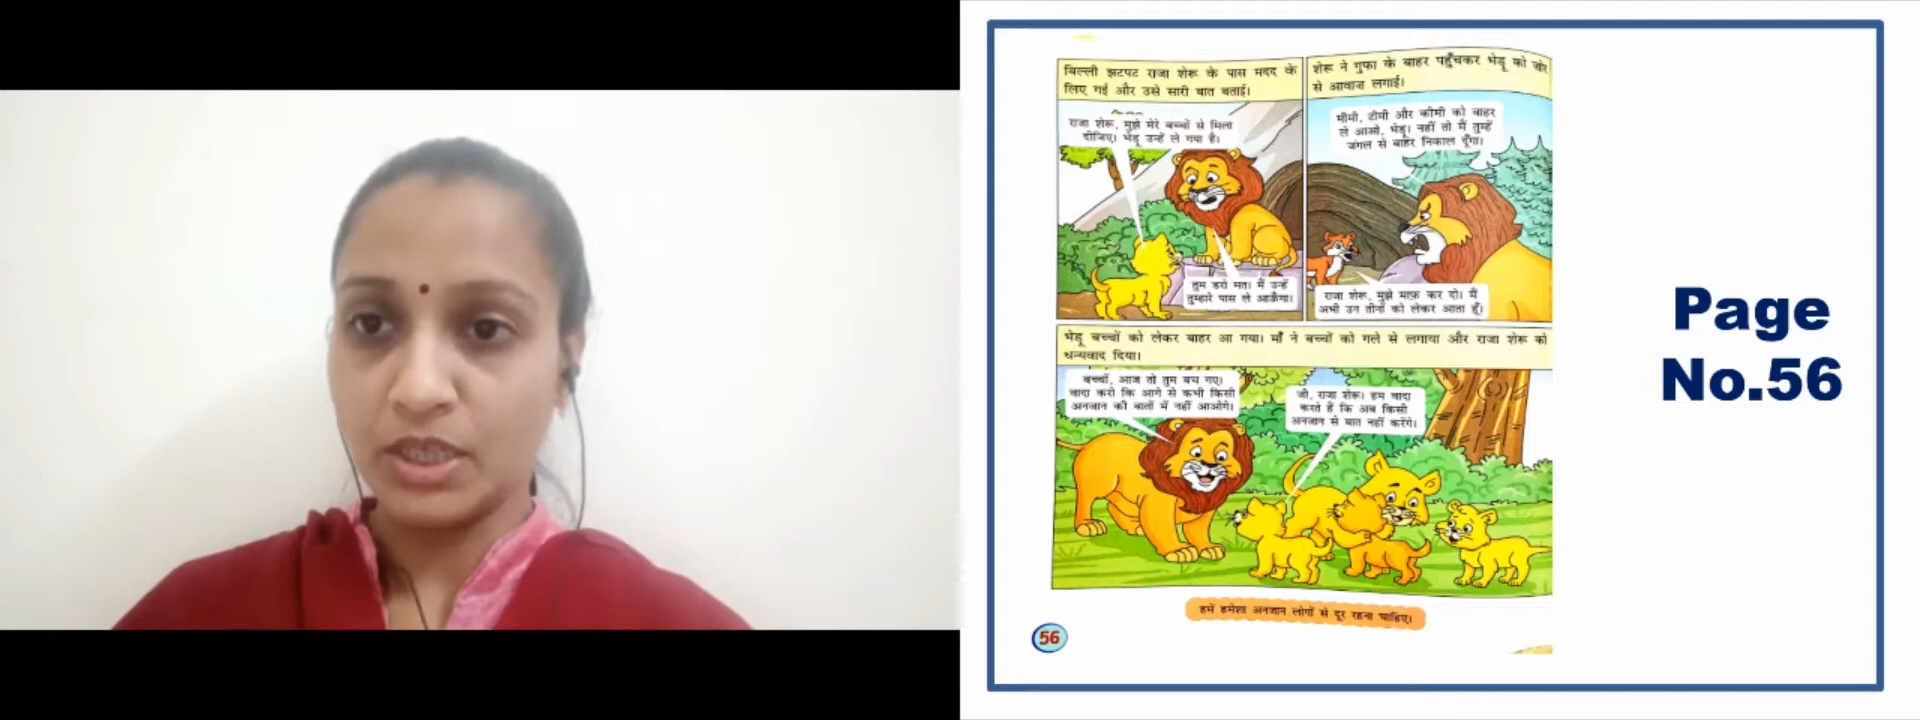 बिल्ली झटपट राजा शेरू के पास मदद के
लिए गई और उसे सारी बात बताई।
राजा शेरू, मुझे मेरे बच्चों से मिला
दीजिए। भेडू उन्हें ले गया है।
तुम डरो मत। मैं उन्हें
तुम्हारे पास ले आऊँगा।
शेरू ने गुफा के बाहर पहुँचकर भेडू को ज़ोर
से आवाज़ लगाई।
मीमी, टीमी और कीमी को बाहर
ले आओ, भेडू। नहीं तो मैं तुम्हें
जंगल से बाहर निकाल दूँगा।
राजा शेरू, मुझे माफ़ कर दो। मैं
अभी उन तीनों को लेकर आता हूँ।
भेडू बच्चों को लेकर बाहर आ गया। माँ ने बच्चों को गले से लगाया और राजा शेरू को
धन्यवाद दिया।
बच्चों, आज तो तुम बच गए।
वादा करो कि आगे से कभी किसी
अनजान की बातों में नहीं आओगे।
जी, राजा शेरू। हम वादा
करते हैं कि अब किसी
अनजान से बात नहीं करेंगे।
हमें हमेशा अनजान लोगों से दूर रहना चाहिए।
56
Page
No.56